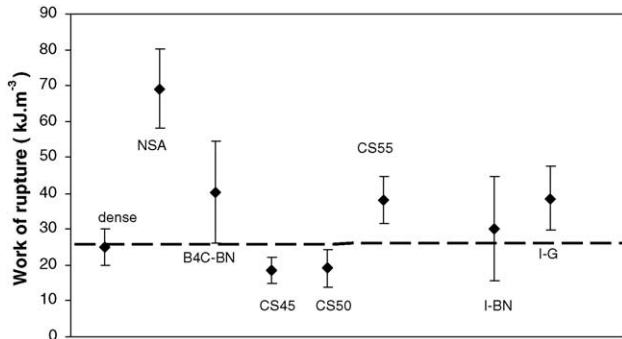 Work of rupture ( kJ.m-3)
90
80
70
60
50
40
30
20
10
0
dense
NSA
B4C-BN
CS45
CS50
CS55
I-BN
I-G